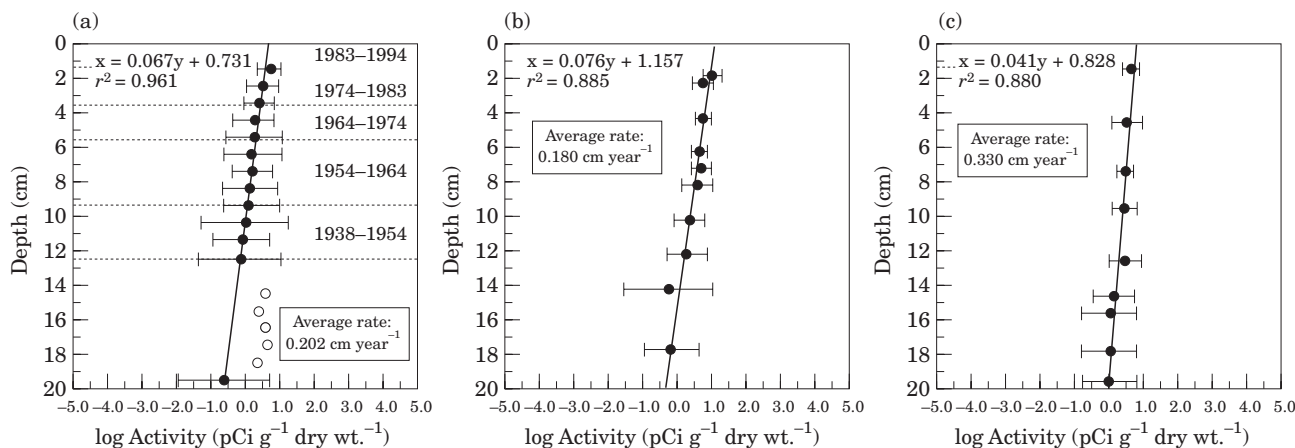 (a)
0
2
4
6
8
10
12
14
16
18
20
Depth (cm)
x = 0.067y + 0.731
r² = 0.961
1983–1994
1974–1983
1964–1974
1954–1964
1938–1954
Average rate:
0.202 cm year⁻¹
–5.0 –4.0 –3.0 –2.0 –1.0 0.0 1.0 2.0 3.0 4.0 5.0
log Activity (pCi g⁻¹ dry wt.⁻¹)
(b)
0
2
4
6
8
10
12
14
16
18
20
Depth (cm)
x = 0.076y + 1.157
r² = 0.885
Average rate:
0.180 cm year⁻¹
–5.0 –4.0 –3.0 –2.0 –1.0 0.0 1.0 2.0 3.0 4.0 5.0
log Activity (pCi g⁻¹ dry wt.⁻¹)
(c)
0
2
4
6
8
10
12
14
16
18
20
Depth (cm)
x = 0.041y + 0.828
r² = 0.880
Average rate:
0.330 cm year⁻¹
–5.0 –4.0 –3.0 –2.0 –1.0 0.0 1.0 2.0 3.0 4.0 5.0
log Activity (pCi g⁻¹ dry wt.⁻¹)